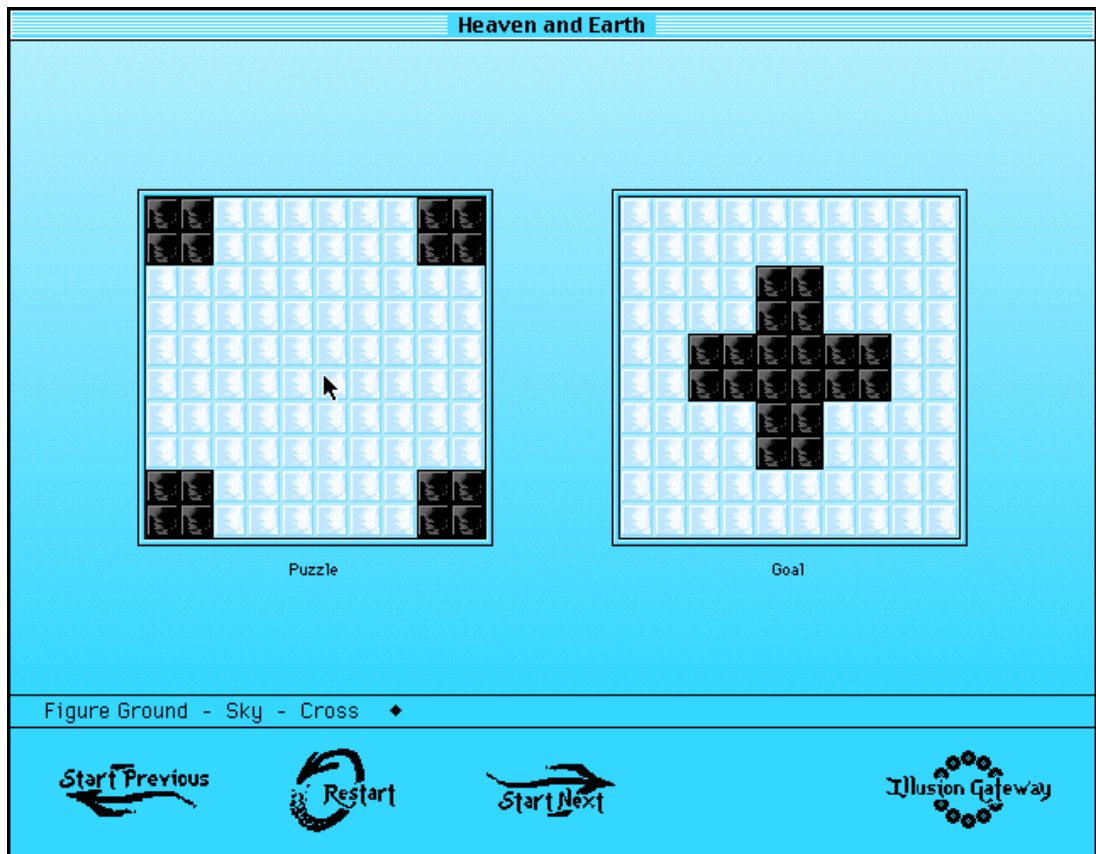 Heaven and Earth
Puzzle
Goal
Figure Ground - Sky - Cross ◆
Start Previous
Restart
Start Next
Illusion Gateway